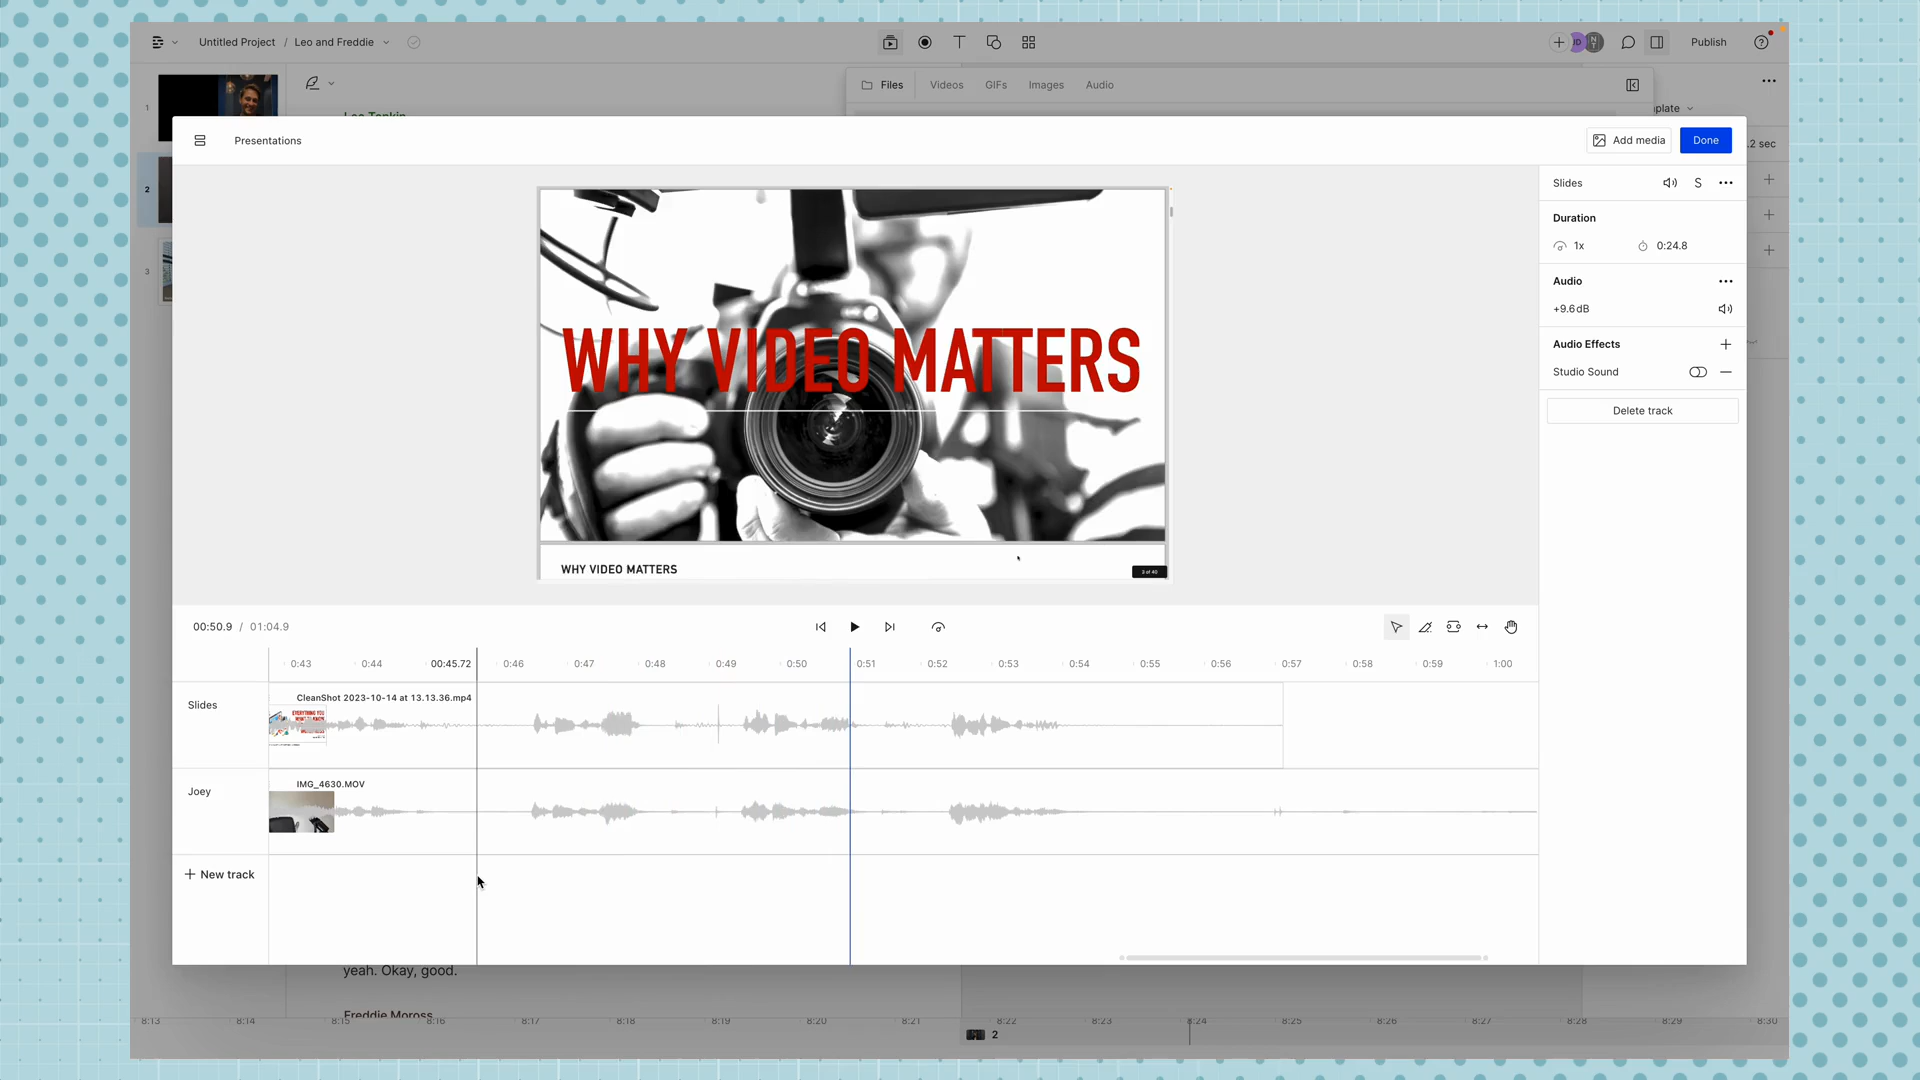 Untitled Project / Leo and Freddie
Publish
Files
Videos
GIFs
Images
Audio
1
Leo Tonkin
plate
Presentations
Add media
Done
.2 sec
2
3
Slides
S
Duration
1x
0:24.8
Audio
+9.6dB
Audio Effects
Studio Sound
Delete track
WHY VIDEO MATTERS
WHY VIDEO MATTERS
3 of 40
00:50.9 / 01:04.9
0:43
0:44
00:45.72
0:46
0:47
0:48
0:49
0:50
0:51
0:52
0:53
0:54
0:55
0:56
0:57
0:58
0:59
1:00
Slides
CleanShot 2023-10-14 at 13.13.36.mp4
Joey
IMG_4630.MOV
New track
yeah. Okay, good.
Freddie Moross
8:13
8:14
8:15
8:16
8:17
8:18
8:19
8:20
8:21
8:22
8:23
8:24
8:25
8:26
8:27
8:28
8:29
8:30
2